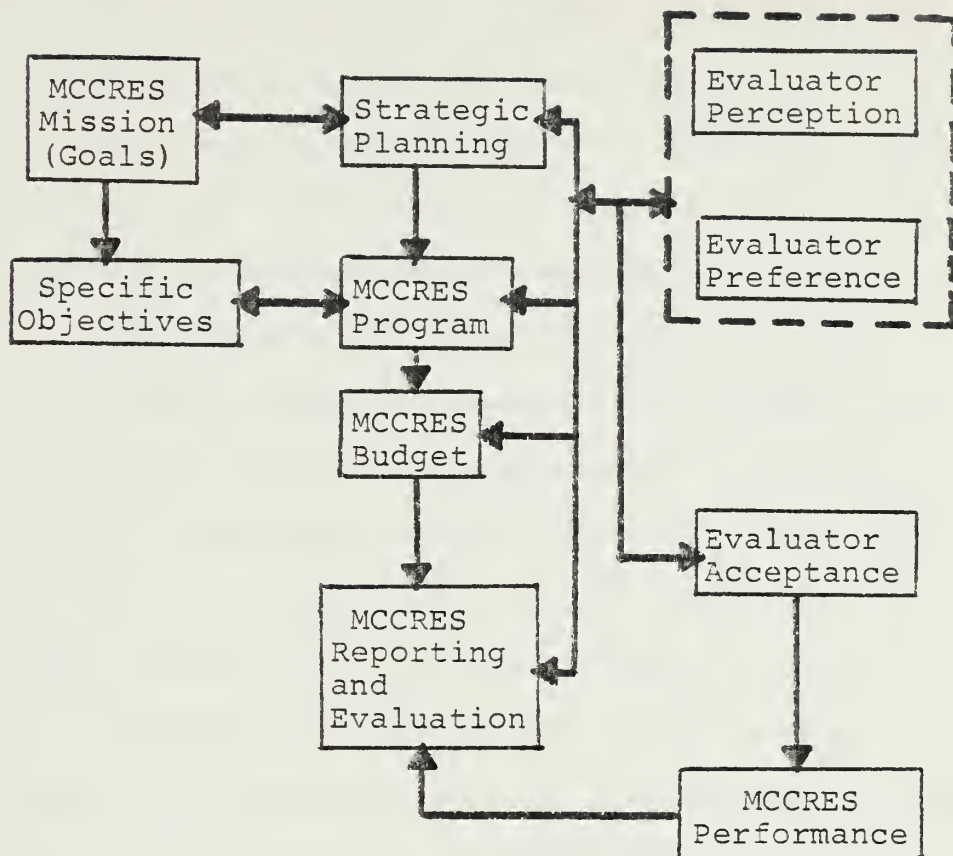 MCCRES
Mission
(Goals)
Strategic
Planning
Evaluator
Perception
Evaluator
Preference
Specific
Objectives
MCCRES
Program
MCCRES
Budget
Evaluator
Acceptance
MCCRES
Reporting
and
Evaluation
MCCRES
Performance